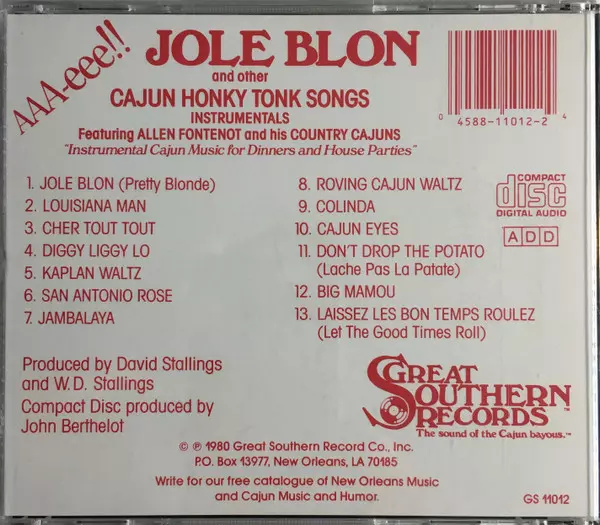 AAA-eee!!
JOLE BLON
and other
CAJUN HONKY TONK SONGS
INSTRUMENTALS
Featuring ALLEN FONTENOT and his COUNTRY CAJUNS
"Instrumental Cajun Music for Dinners and House Parties"
0 4588-11012-2 4
1. JOLE BLON (Pretty Blonde)
2. LOUISIANA MAN
3. CHER TOUT TOUT
4. DIGGY LIGGY LO
5. KAPLAN WALTZ
6. SAN ANTONIO ROSE
7. JAMBALAYA
8. ROVING CAJUN WALTZ
9. COLINDA
10. CAJUN EYES
11. DON'T DROP THE POTATO
(Lache Pas La Patate)
12. BIG MAMOU
13. LAISSEZ LES BON TEMPS ROULEZ
(Let The Good Times Roll)
COMPACT
disc
DIGITAL AUDIO
ADD
Produced by David Stallings
and W.D. Stallings
Compact Disc produced by
John Berthelot
GREAT
SOUTHERN
RECORDS™
The sound of the Cajun bayous.™
© ℗ 1980 Great Southern Record Co., Inc.
P.O. Box 13977, New Orleans, LA 70185
Write for our free catalogue of New Orleans Music
and Cajun Music and Humor.
GS 11012